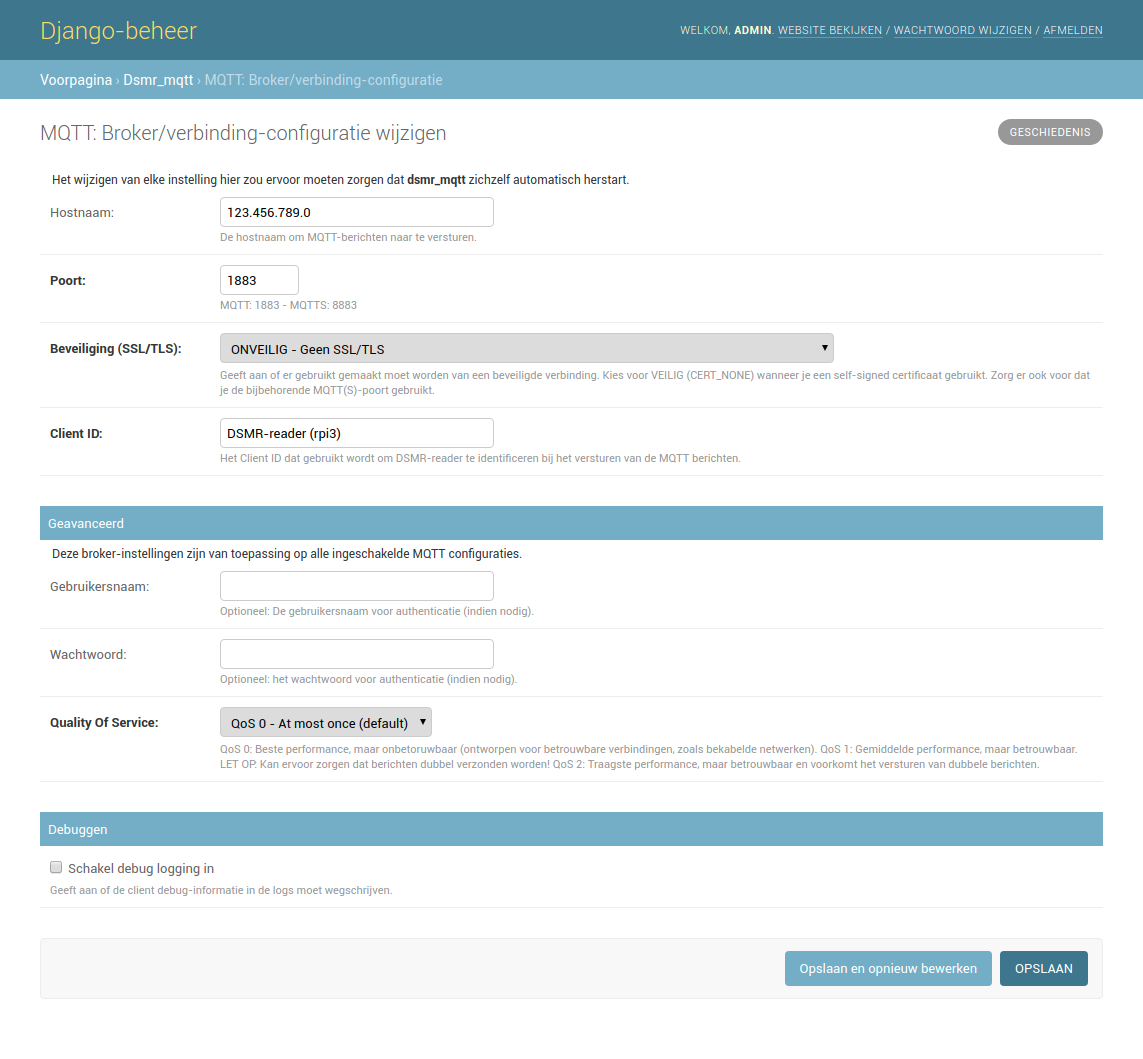 Django-beheer
WELKOM, ADMIN. WEBSITE BEKIJKEN / WACHTWOORD WIJZIGEN / AFMELDEN
Voorpagina › Dsmr_mqtt › MQTT: Broker/verbinding-configuratie
MQTT: Broker/verbinding-configuratie wijzigen
GESCHIEDENIS
Het wijzigen van elke instelling hier zou ervoor moeten zorgen dat dsmr_mqtt zichzelf automatisch herstart.
Hostnaam:
123.456.789.0
De hostnaam om MQTT-berichten naar te versturen.
Poort:
1883
MQTT: 1883 - MQTTS: 8883
Beveiliging (SSL/TLS):
ONVEILIG - Geen SSL/TLS
Geeft aan of er gebruikt gemaakt moet worden van een beveiligde verbinding. Kies voor VEILIG (CERT_NONE) wanneer je een self-signed certificaat gebruikt. Zorg er ook voor dat
je de bijbehorende MQTT(S)-poort gebruikt.
Client ID:
DSMR-reader (rpi3)
Het Client ID dat gebruikt wordt om DSMR-reader te identificeren bij het versturen van de MQTT berichten.
Geavanceerd
Deze broker-instellingen zijn van toepassing op alle ingeschakelde MQTT configuraties.
Gebruikersnaam:
Optioneel: De gebruikersnaam voor authenticatie (indien nodig).
Wachtwoord:
Optioneel: het wachtwoord voor authenticatie (indien nodig).
Quality Of Service:
QoS 0 - At most once (default)
QoS 0: Beste performance, maar onbetoruwbaar (ontworpen voor betrouwbare verbindingen, zoals bekabelde netwerken). QoS 1: Gemiddelde performance, maar betrouwbaar.
LET OP: Kan ervoor zorgen dat berichten dubbel verzonden worden! QoS 2: Traagste performance, maar betrouwbaar en voorkomt het versturen van dubbele berichten.
Debuggen
Schakel debug logging in
Geeft aan of de client debug-informatie in de logs moet wegschrijven.
Opslaan en opnieuw bewerken
OPSLAAN